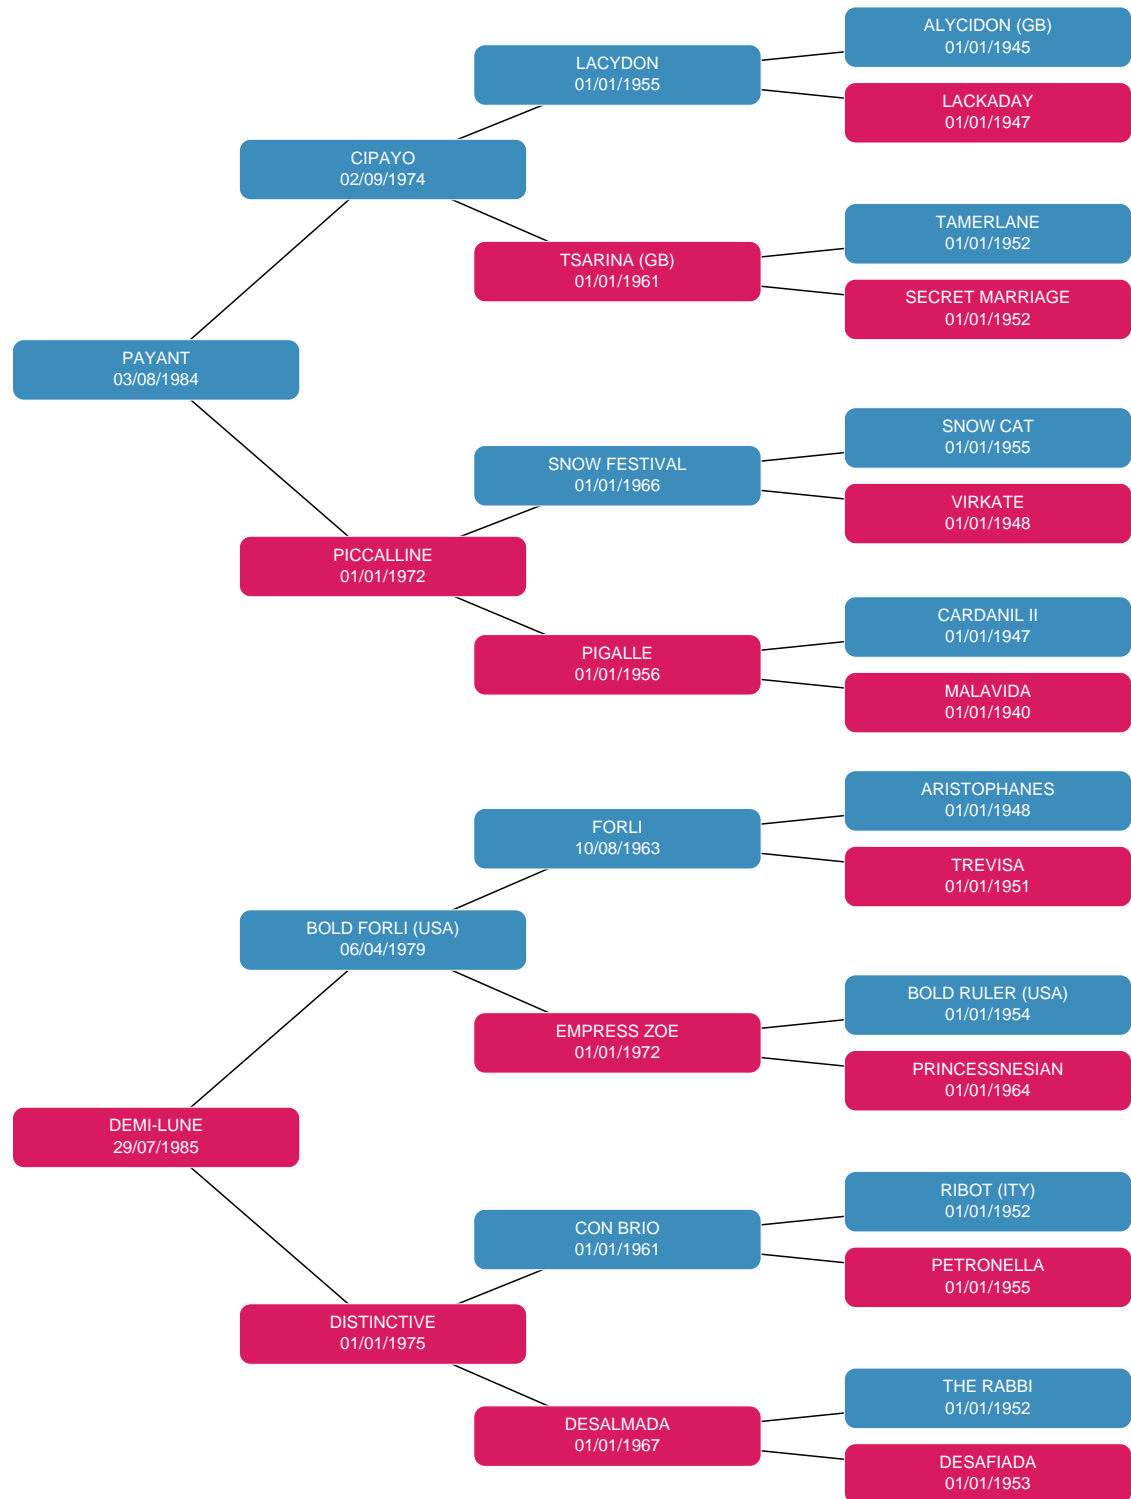 ALYCIDON (GB)
01/01/1945
LACYDON
01/01/1955
LACKADAY
01/01/1947
CIPAYO
02/09/1974
TAMERLANE
01/01/1952
TSARINA (GB)
01/01/1961
SECRET MARRIAGE
01/01/1952
PAYANT
03/08/1984
SNOW CAT
01/01/1955
SNOW FESTIVAL
01/01/1966
VIRKATE
01/01/1948
PICCALLINE
01/01/1972
CARDANIL II
01/01/1947
PIGALLE
01/01/1956
MALAVIDA
01/01/1940
ARISTOPHANES
01/01/1948
FORLI
10/08/1963
TREVISA
01/01/1951
BOLD FORLI (USA)
06/04/1979
BOLD RULER (USA)
01/01/1954
EMPRESS ZOE
01/01/1972
PRINCESSNESIAN
01/01/1964
DEMI-LUNE
29/07/1985
RIBOT (ITY)
01/01/1952
CON BRIO
01/01/1961
PETRONELLA
01/01/1955
DISTINCTIVE
01/01/1975
THE RABBI
01/01/1952
DESALMADA
01/01/1967
DESAFIADA
01/01/1953